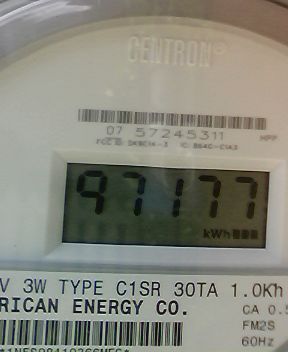 CENTRON®
07 57245311 MPP
97177
kWh
V 3W TYPE C1SR 30TA 1.0Kh
RICAN ENERGY CO. CA 0.5
FM2S
60Hz